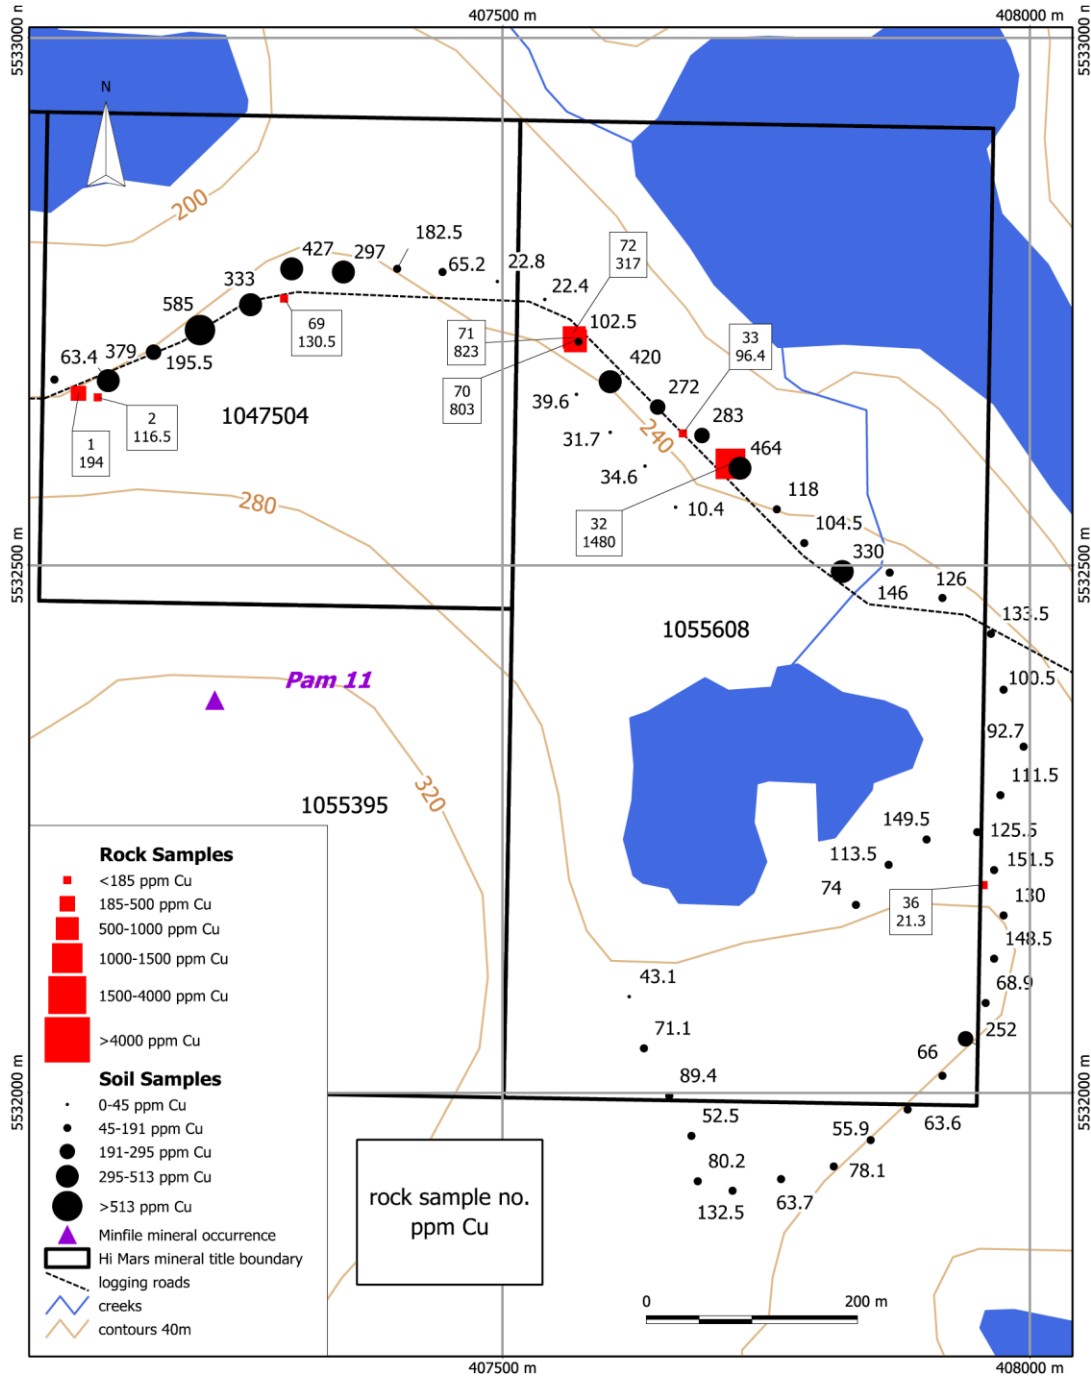 407500 m
408000 m
5533000 n
5533000 n
N
200
427
297
182.5
65.2
22.8
22.4
72
317
333
585
71
823
102.5
69
130.5
33
96.4
63.4
379
195.5
420
272
70
803
39.6
283
1047504
2
116.5
1
194
31.7
240
464
34.6
280
10.4
118
32
1480
104.5
5532500 m
5532500 m
330
146
126
133.5
1055608
Pam 11
100.5
92.7
320
1055395
111.5
149.5
125.5
113.5
151.5
74
36
21.3
130
148.5
43.1
68.9
71.1
252
66
89.4
5532000 m
5532000 m
52.5
55.9
63.6
80.2
78.1
132.5
63.7
Rock Samples
<185 ppm Cu
185-500 ppm Cu
500-1000 ppm Cu
1000-1500 ppm Cu
1500-4000 ppm Cu
>4000 ppm Cu
Soil Samples
0-45 ppm Cu
45-191 ppm Cu
191-295 ppm Cu
295-513 ppm Cu
>513 ppm Cu
Minfile mineral occurrence
Hi Mars mineral title boundary
logging roads
creeks
contours 40m
rock sample no.
ppm Cu
0
200 m
407500 m
408000 m